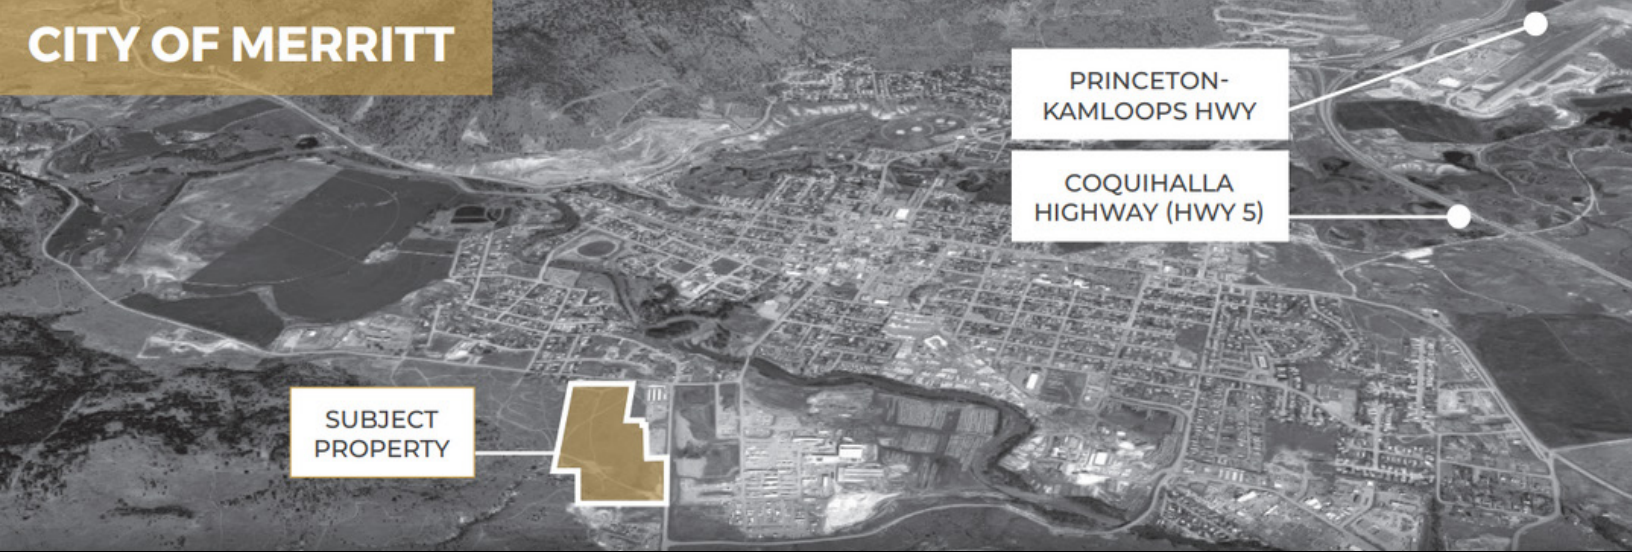 CITY OF MERRITT
PRINCETON-
KAMLOOPS HWY
COQUIHALLA
HIGHWAY (HWY 5)
SUBJECT
PROPERTY